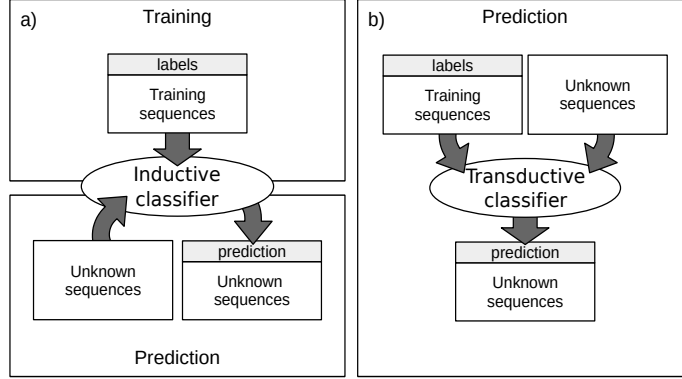 a)
Training
labels
Training
sequences
Inductive
classifier
Unknown
sequences
prediction
Unknown
sequences
Prediction
b)
Prediction
labels
Training
sequences
Unknown
sequences
Transductive
classifier
prediction
Unknown
sequences